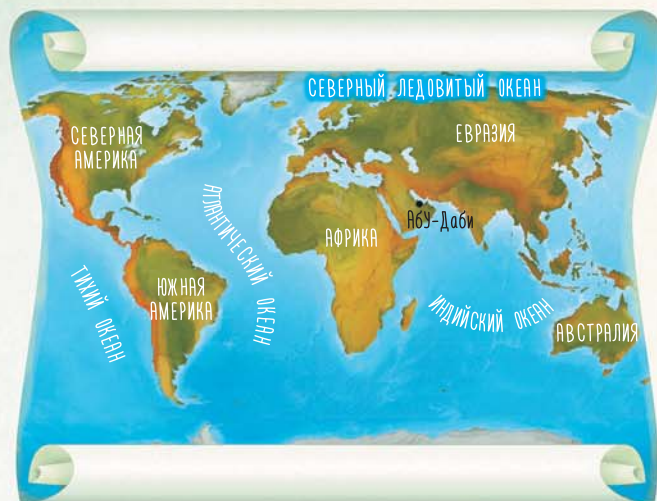 СЕВЕРНЫЙ ЛЕДОВИТЫЙ ОКЕАН
СЕВЕРНАЯ
АМЕРИКА
ЕВРАЗИЯ
АТЛАНТИЧЕСКИЙ ОКЕАН
Абу-Даби
АФРИКА
ТИХИЙ ОКЕАН
ЮЖНАЯ
АМЕРИКА
ИНДИЙСКИЙ ОКЕАН
АВСТРАЛИЯ